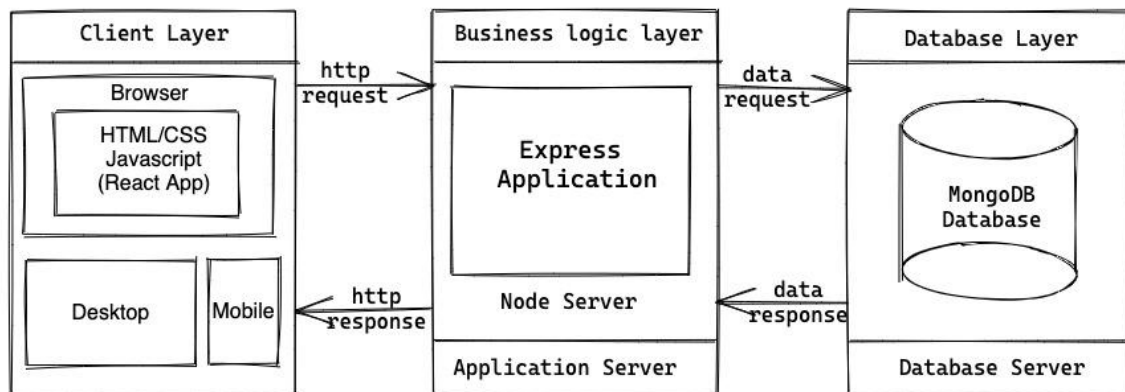 Client Layer
Browser
HTML/CSS
Javascript
(React App)
Desktop
Mobile
http
request
http
response
Business logic layer
Express
Application
Node Server
Application Server
data
request
data
response
Database Layer
MongoDB
Database
Database Server